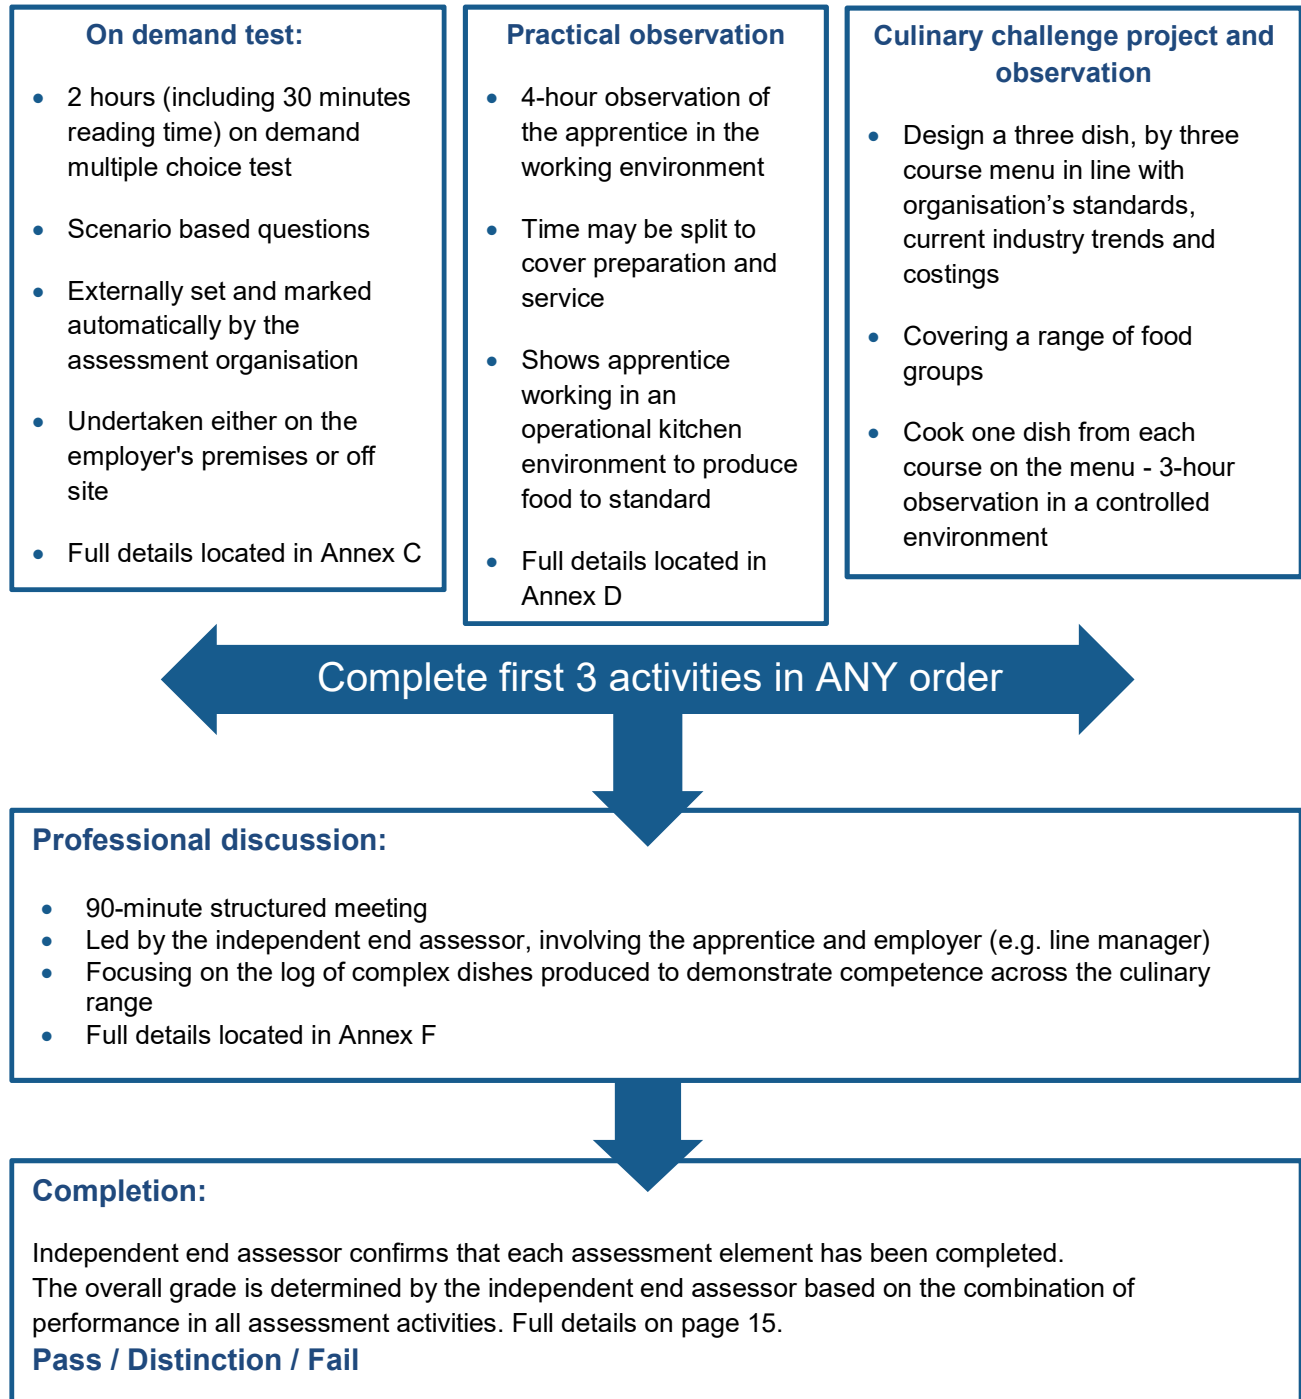 On demand test:
• 2 hours (including 30 minutes
reading time) on demand
multiple choice test
• Scenario based questions
• Externally set and marked
automatically by the
assessment organisation
• Undertaken either on the
employer's premises or off
site
• Full details located in Annex C
Practical observation
• 4-hour observation of
the apprentice in the
working environment
• Time may be split to
cover preparation and
service
• Shows apprentice
working in an
operational kitchen
environment to produce
food to standard
• Full details located in
Annex D
Culinary challenge project and
observation
• Design a three dish, by three
course menu in line with
organisation’s standards,
current industry trends and
costings
• Covering a range of food
groups
• Cook one dish from each
course on the menu - 3-hour
observation in a controlled
environment
Complete first 3 activities in ANY order
Professional discussion:
• 90-minute structured meeting
• Led by the independent end assessor, involving the apprentice and employer (e.g. line manager)
• Focusing on the log of complex dishes produced to demonstrate competence across the culinary
range
• Full details located in Annex F
Completion:
Independent end assessor confirms that each assessment element has been completed.
The overall grade is determined by the independent end assessor based on the combination of
performance in all assessment activities. Full details on page 15.
Pass / Distinction / Fail